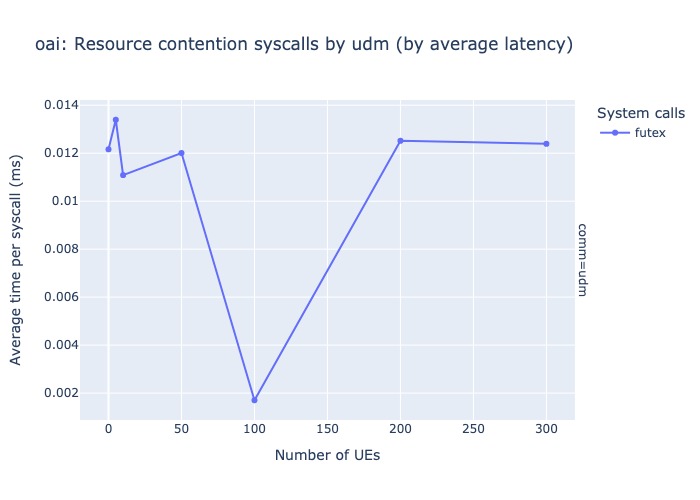 oai: Resource contention syscalls by udm (by average latency)
System calls
futex
Average time per syscall (ms)
0.014
0.012
0.01
0.008
0.006
0.004
0.002
comm=udm
0 50 100 150 200 250 300
Number of UEs